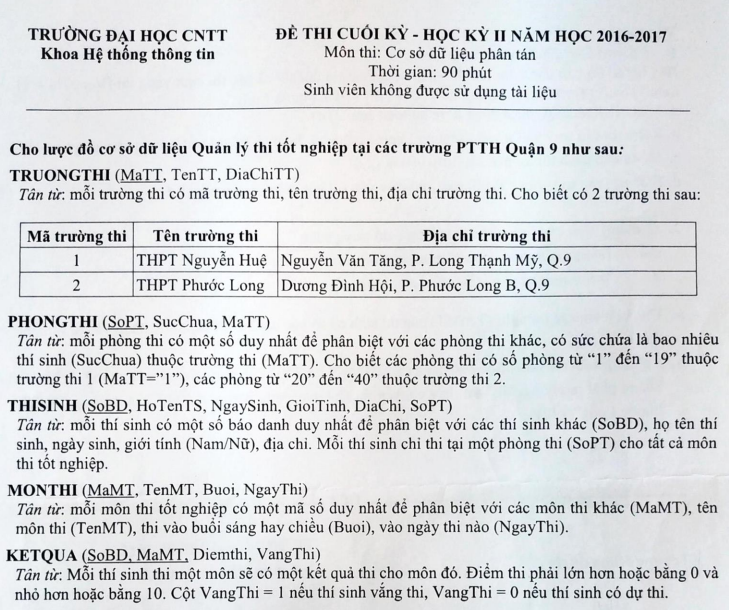 TRƯỜNG ĐẠI HỌC CNTT
Khoa Hệ thống thông tin
ĐỀ THI CUỐI KỲ - HỌC KỲ II NĂM HỌC 2016-2017
Môn thi: Cơ sở dữ liệu phân tán
Thời gian: 90 phút
Sinh viên không được sử dụng tài liệu
Cho lược đồ cơ sở dữ liệu Quản lý thi tốt nghiệp tại các trường PTTH Quận 9 như sau:
TRUONGTHI (MaTT, TenTT, DiaChiTT)
Tân từ: mỗi trường thi có mã trường thi, tên trường thi, địa chỉ trường thi. Cho biết có 2 trường thi sau:
Mã trường thi Tên trường thi Địa chỉ trường thi
1 THPT Nguyễn Huệ Nguyễn Văn Tăng, P. Long Thạnh Mỹ, Q.9
2 THPT Phước Long Dương Đình Hội, P. Phước Long B, Q.9
PHONGTHI (SoPT, SucChua, MaTT)
Tân từ: mỗi phòng thi có một số duy nhất để phân biệt với các phòng thi khác, có sức chứa là bao nhiêu
thí sinh (SucChua) thuộc trường thi (MaTT). Cho biết các phòng thi có số phòng từ “1” đến “19” thuộc
trường thi 1 (MaTT=”1”), các phòng từ “20” đến “40” thuộc trường thi 2.
THISINH (SoBD, HoTenTS, NgaySinh, GioiTinh, DiaChi, SoPT)
Tân từ: mỗi thí sinh có một số báo danh duy nhất để phân biệt với các thí sinh khác (SoBD), họ tên thí
sinh, ngày sinh, giới tính (Nam/Nữ), địa chỉ. Mỗi thí sinh chỉ thi tại một phòng thi (SoPT) cho tất cả môn
thi tốt nghiệp.
MONTHI (MaMT, TenMT, Buoi, NgayThi)
Tân từ: mỗi môn thi tốt nghiệp có một mã số duy nhất để phân biệt với các môn thi khác (MaMT), tên
môn thi (TenMT), thi vào buổi sáng hay chiều (Buoi), vào ngày thi nào (NgayThi).
KETQUA (SoBD, MaMT, Diemthi, VangThi)
Tân từ: Mỗi thí sinh thi một môn sẽ có một kết quả thi cho môn đó. Điểm thi phải lớn hơn hoặc bằng 0 và
nhỏ hơn hoặc bằng 10. Cột VangThi = 1 nếu thí sinh vắng thi, VangThi = 0 nếu thí sinh có dự thi.